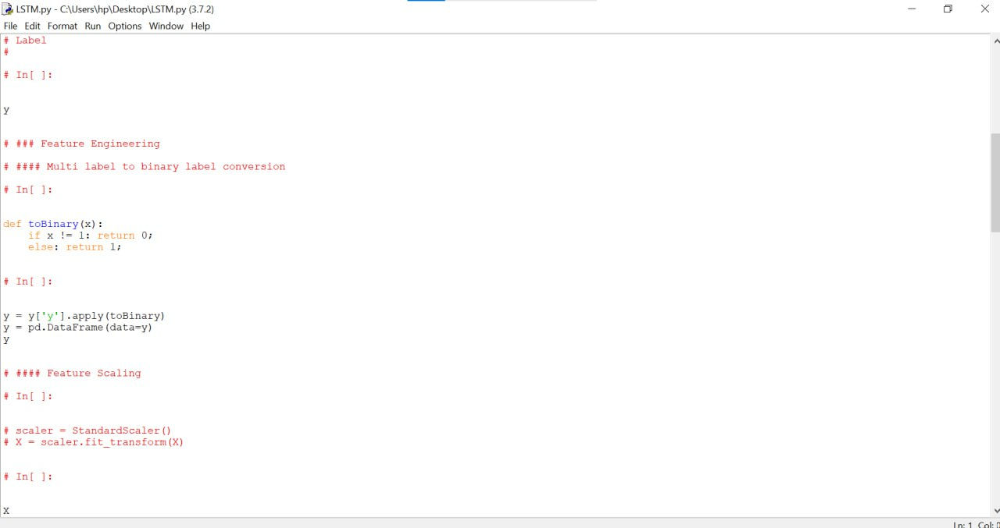 LSTM.py - C:\Users\hp\Desktop\LSTM.py (3.7.2)
File Edit Format Run Options Window Help
# Label
#
# In[ ]:
y
# ### Feature Engineering
# #### Multi label to binary label conversion
# In[ ]:
def toBinary(x):
    if x != 1: return 0;
    else: return 1;
# In[ ]:
y = y['y'].apply(toBinary)
y = pd.DataFrame(data=y)
y
# #### Feature Scaling
# In[ ]:
# scaler = StandardScaler()
# X = scaler.fit_transform(X)
# In[ ]:
X
Ln: 1 Col: 0